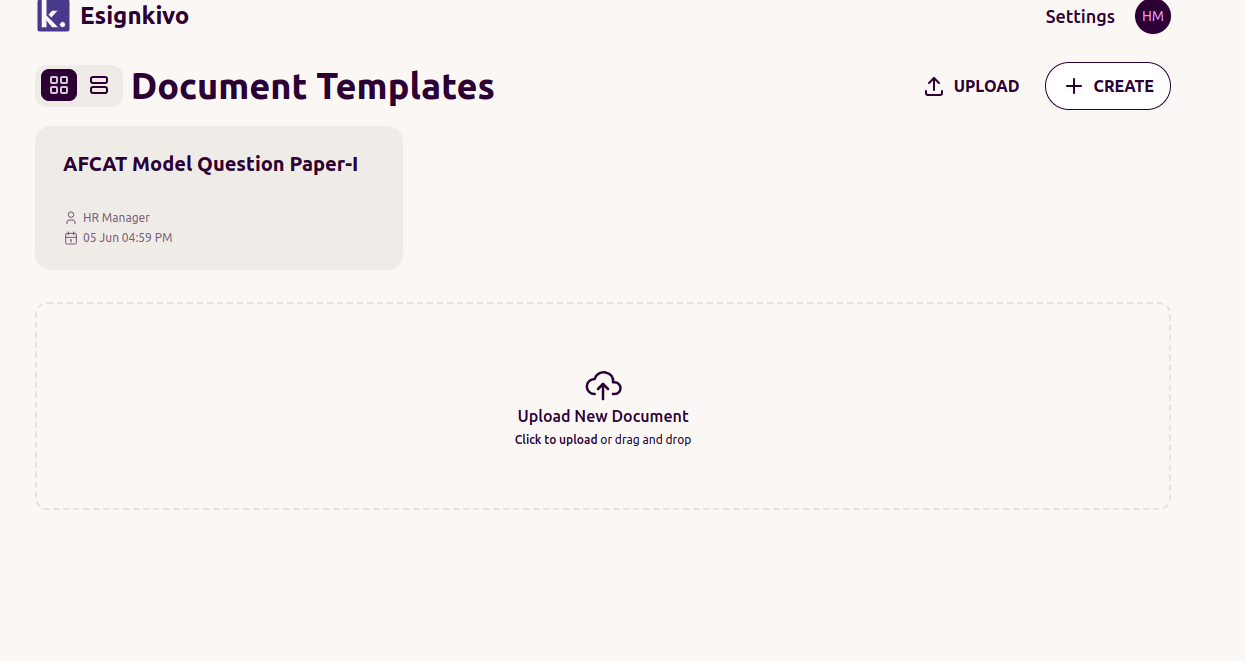 k. Esignkivo
Settings
HM
Document Templates
UPLOAD
CREATE
AFCAT Model Question Paper-I
HR Manager
05 Jun 04:59 PM
Upload New Document
Click to upload or drag and drop